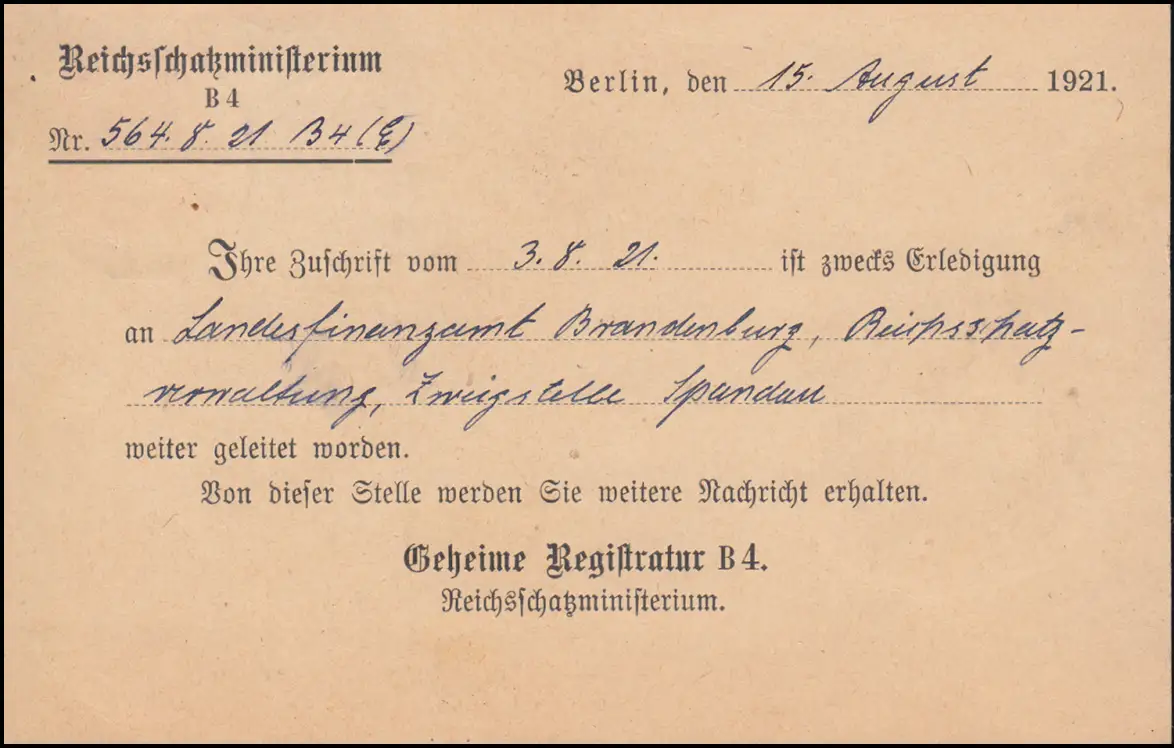 Reichsschatzministerium
B 4
Nr. 564. 8. 21 B4 (E)
Berlin, den 15. August 1921.
Ihre Zuschrift vom 3. 8. 21. ist zwecks Erledigung
an Landesfinanzamt Brandenburg, Reichsschatz-
verwaltung, Zweigstelle Spandau
weiter geleitet worden.
Von dieser Stelle werden Sie weitere Nachricht erhalten.
Geheime Registratur B 4.
Reichsschatzministerium.